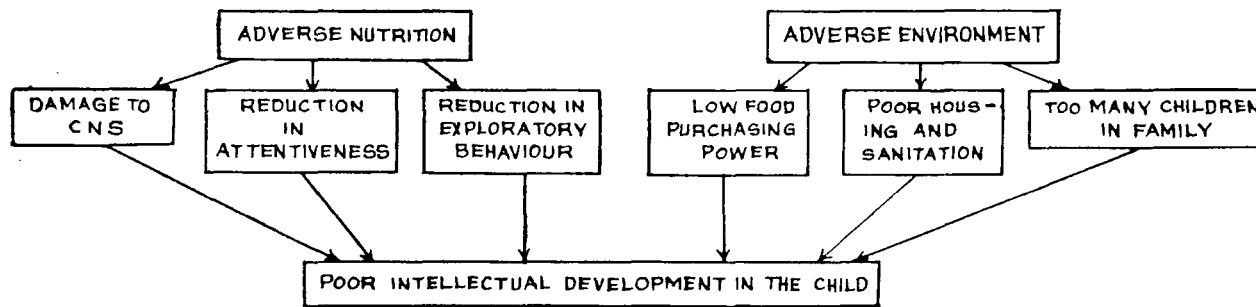 ADVERSE NUTRITION
ADVERSE ENVIRONMENT
DAMAGE TO
CNS
REDUCTION
IN
ATTENTIVENESS
REDUCTION IN
EXPLORATORY
BEHAVIOUR
LOW FOOD
PURCHASING
POWER
POOR HOUS-
ING AND
SANITATION
TOO MANY CHILDREN
IN FAMILY
POOR INTELLECTUAL DEVELOPMENT IN THE CHILD